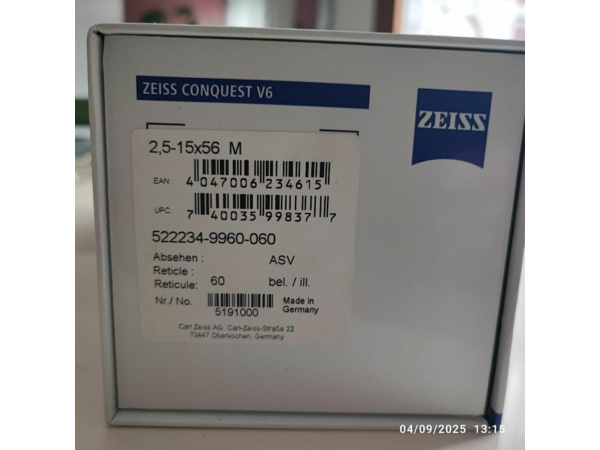 ZEISS CONQUEST V6
ZEISS
2,5-15x56 M
EAN:
4 047006 234615
UPC:
7 40035 99837 7
522234-9960-060
Absehen : ASV
Reticle :
Reticule: 60 bel. / ill.
Nr./ No. 5191000 Made in
Germany
Carl Zeiss AG, Carl-Zeiss-Straße 22
73447 Oberkochen, Germany
04/09/2025 13:15